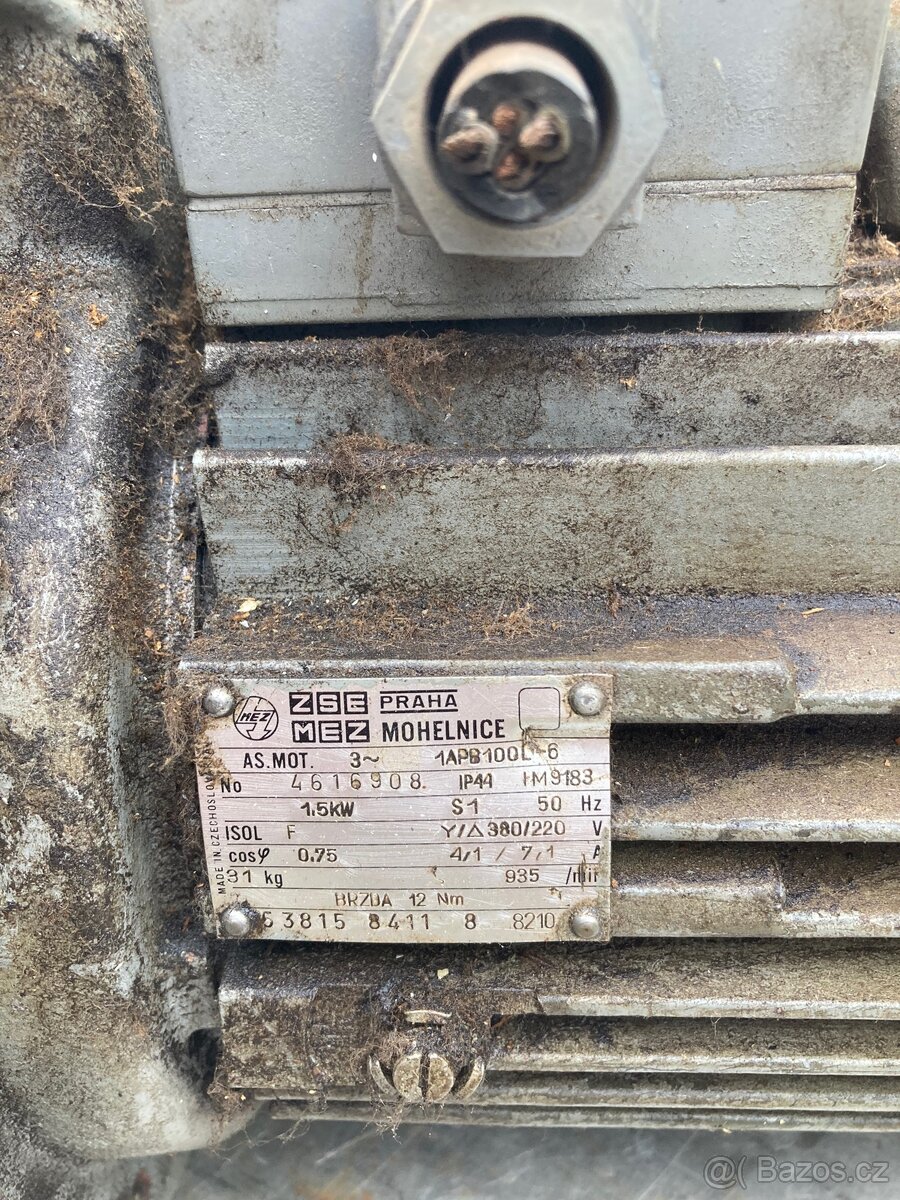 MEZ ZSE PRAHA
MEZ MOHELNICE
AS.MOT. 3~ 1APB100L-6
No 4616908. IP44 IM9183
1.5kW S1 50 Hz
ISOL F Y/△ 380/220 V
cosφ 0.75 4,1 / 7,1 A
31 kg 935 /min
BRZDA 12 Nm
53815 8411 8 8210
MADE IN CZECHOSLOVAKIA
@ Bazos.cz